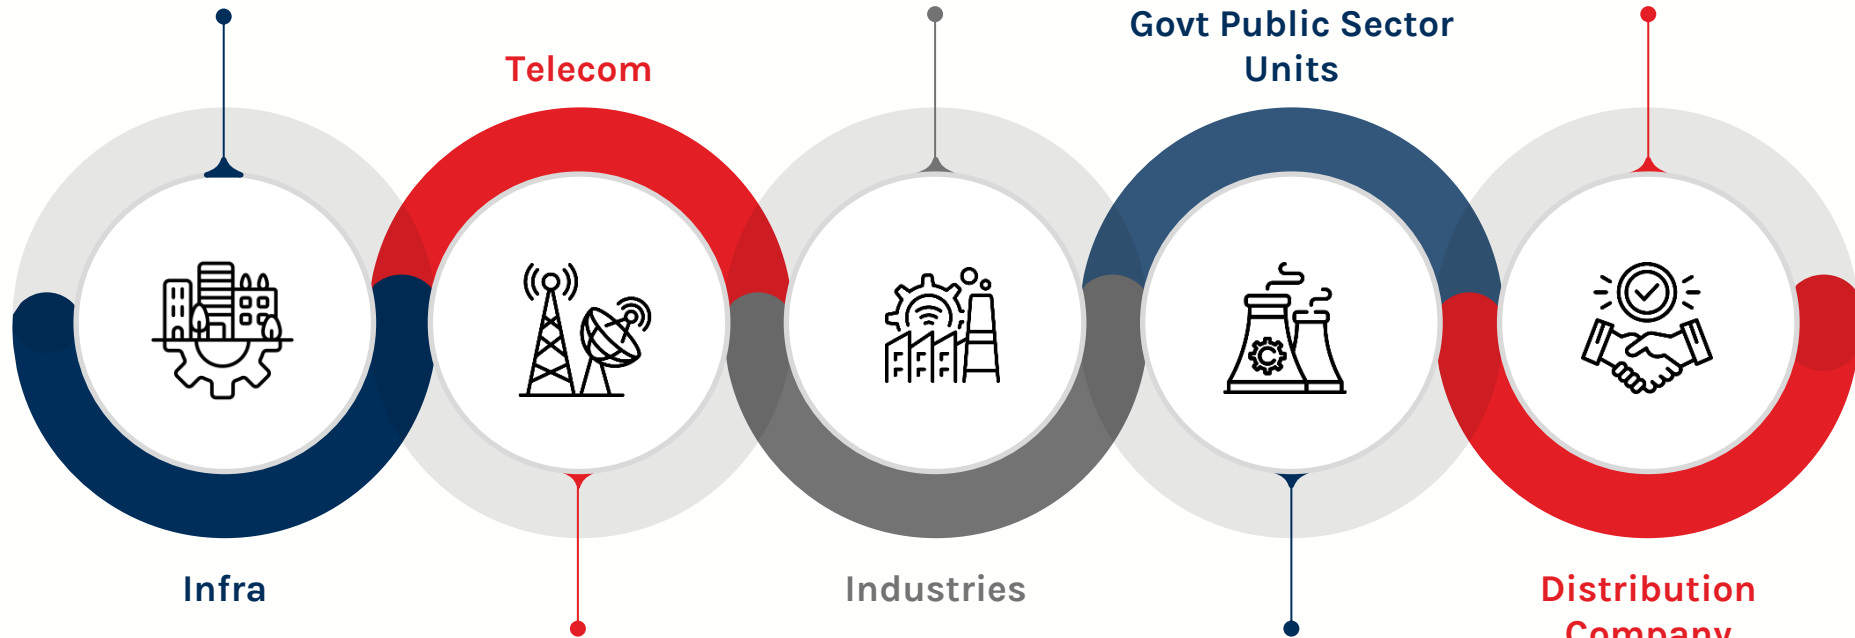 Infra
Telecom
Industries
Govt Public Sector
Units
Distribution
Company